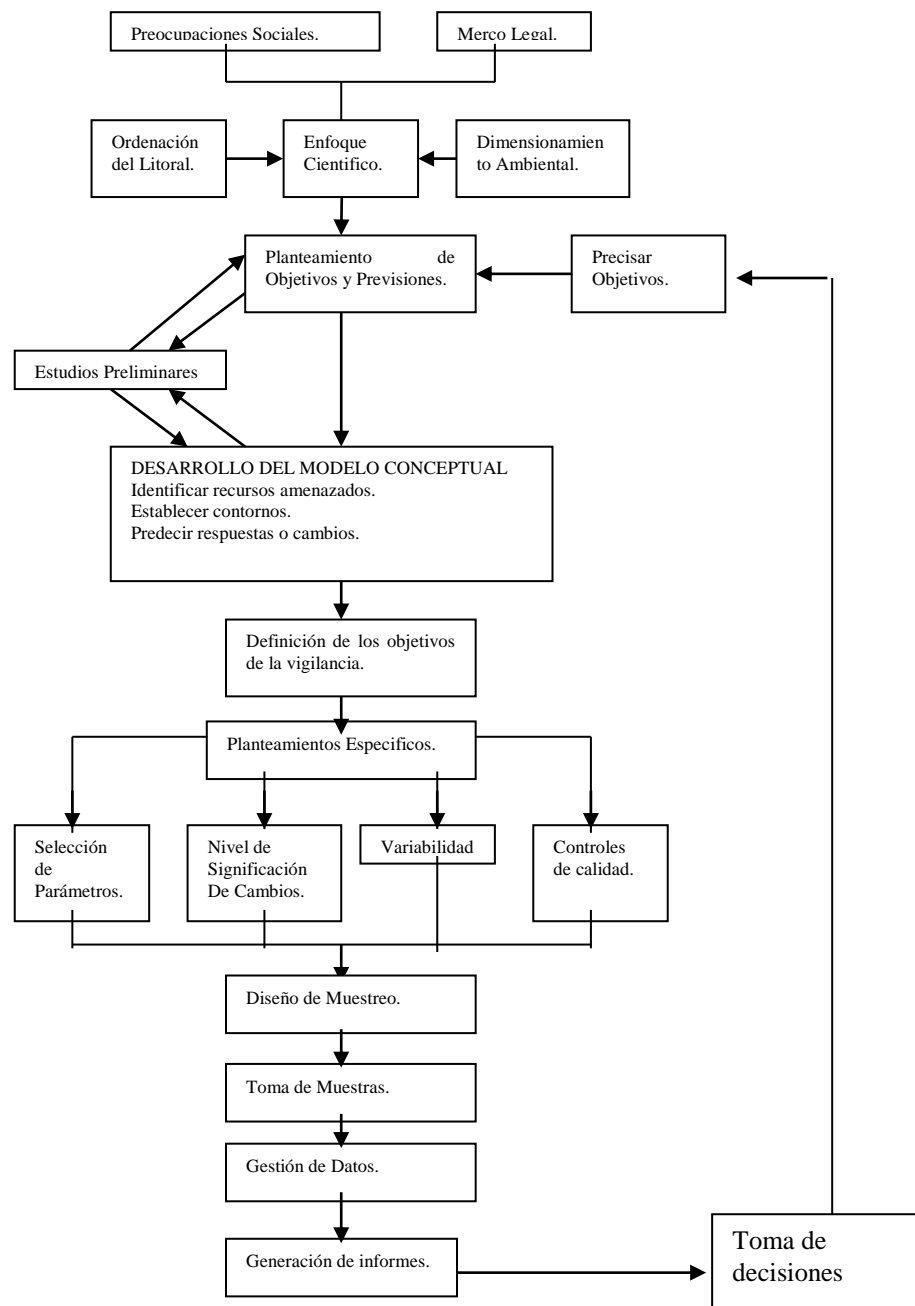 Preocupaciones Sociales.
Merco Legal.
Ordenación
del Litoral.
Enfoque
Cientifico.
Dimensionamien
to Ambiental.
Planteamiento de
Objetivos y Previsiones.
Precisar
Objetivos.
Estudios Preliminares
DESARROLLO DEL MODELO CONCEPTUAL
Identificar recursos amenazados.
Establecer contornos.
Predecir respuestas o cambios.
Definición de los objetivos
de la vigilancia.
Planteamientos Especificos.
Selección
de
Parámetros.
Nivel de
Significación
De Cambios.
Variabilidad
Controles
de calidad.
Diseño de Muestreo.
Toma de Muestras.
Gestión de Datos.
Generación de informes.
Toma de
decisiones